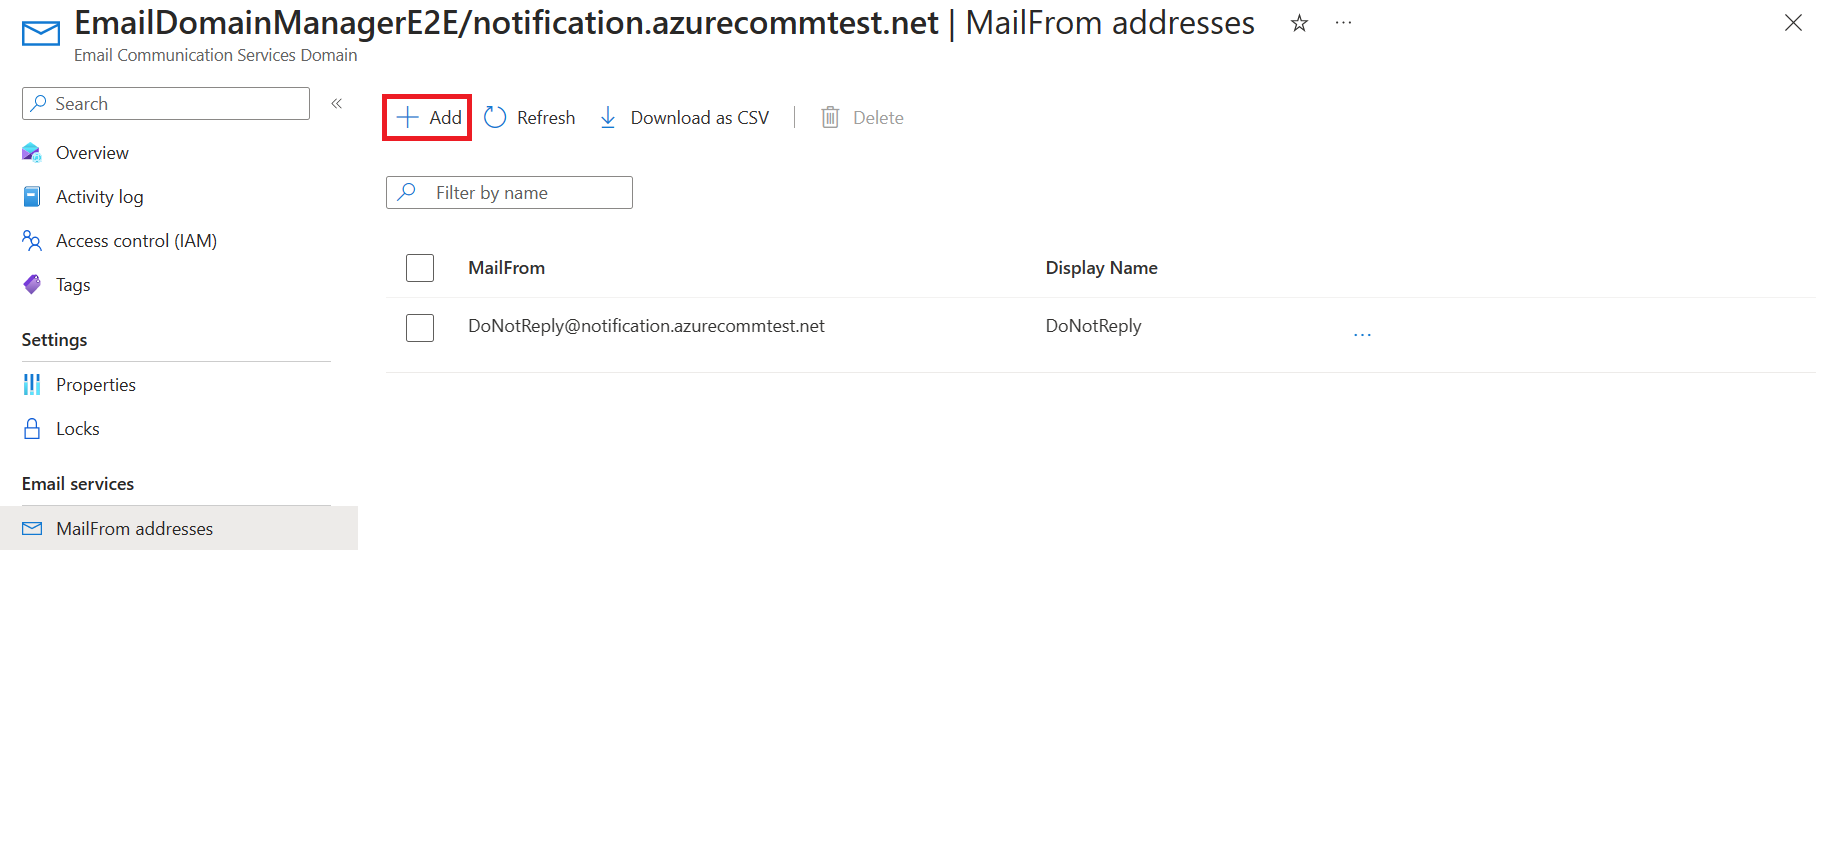 EmailDomainManagerE2E/notification.azurecommtest.net | MailFrom addresses
Email Communication Services Domain
Search
Overview
Activity log
Access control (IAM)
Tags
Settings
Properties
Locks
Email services
MailFrom addresses
Add Refresh Download as CSV | Delete
Filter by name
MailFrom Display Name
DoNotReply@notification.azurecommtest.net DoNotReply ...